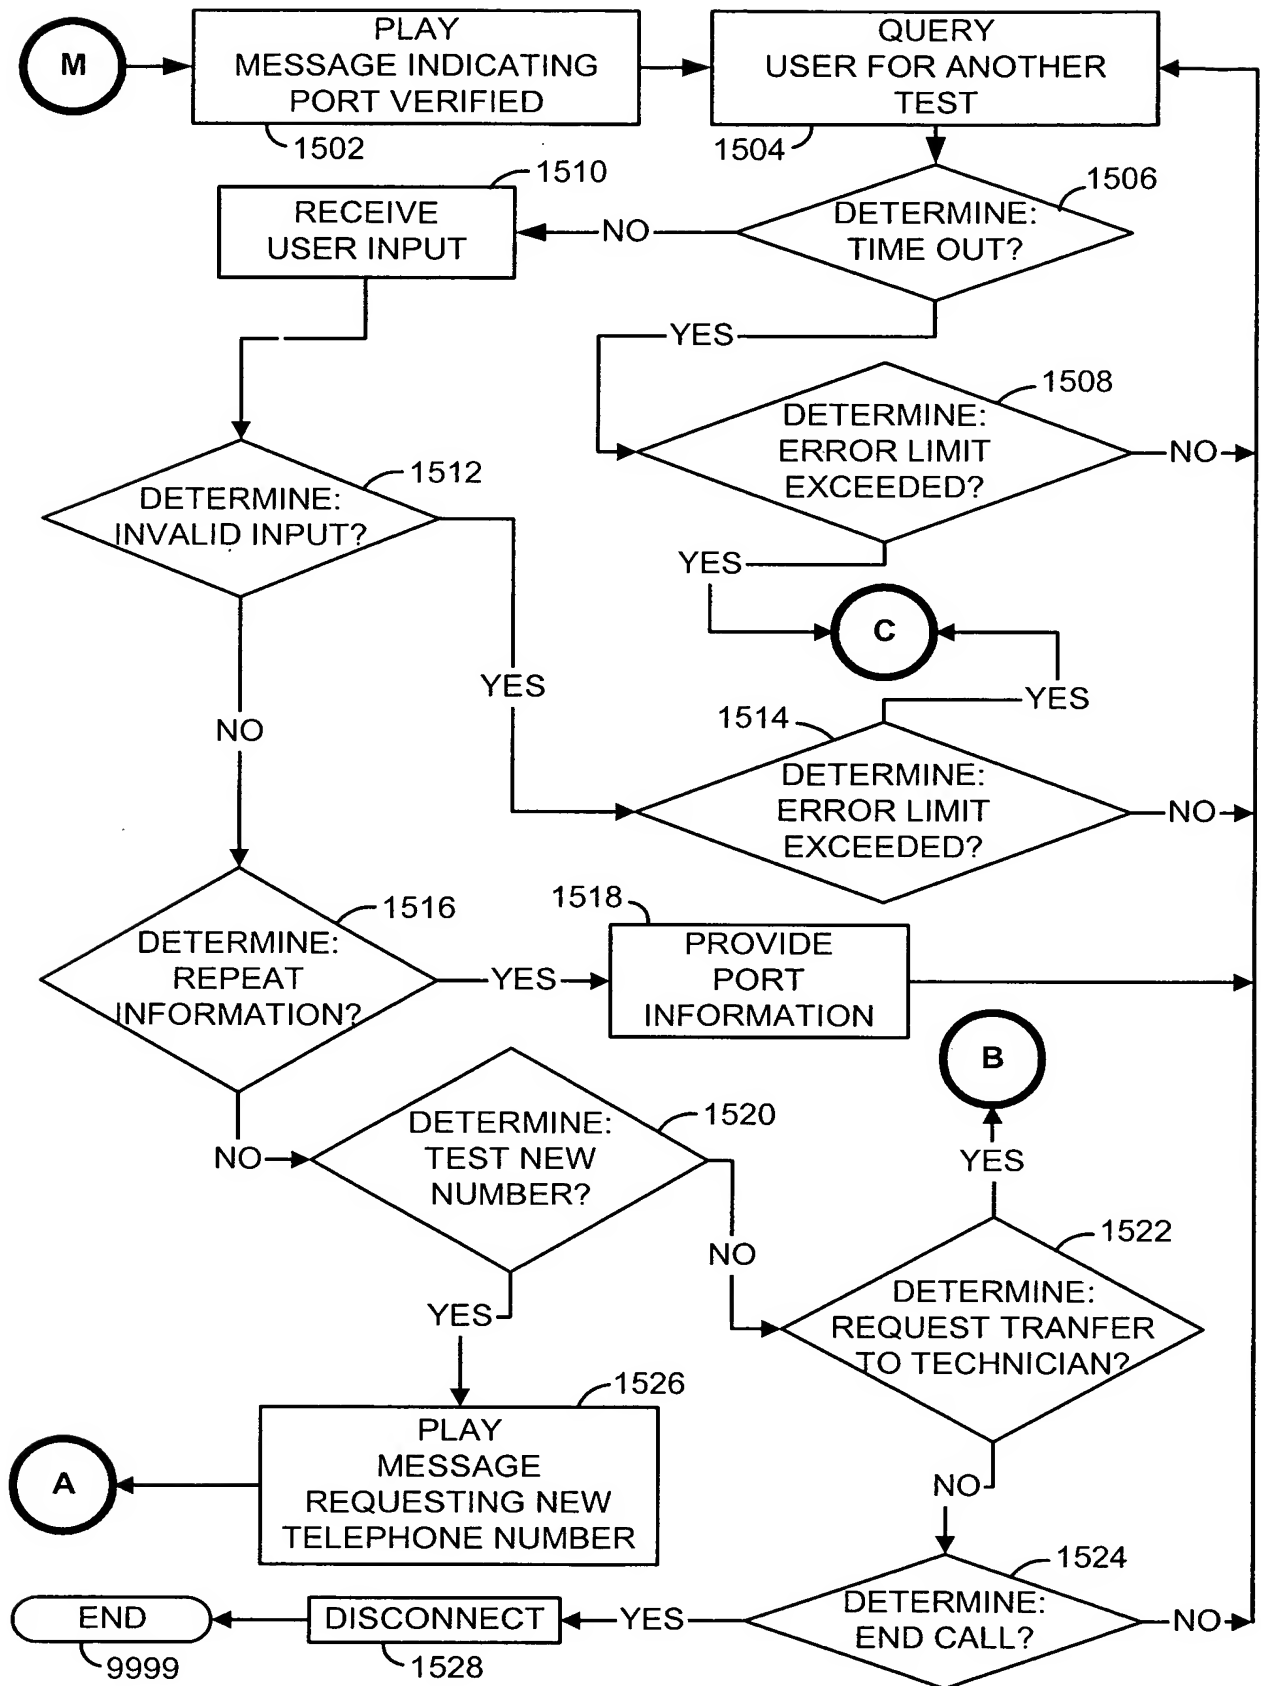 M
PLAY
MESSAGE INDICATING
PORT VERIFIED
1502
QUERY
USER FOR ANOTHER
TEST
1504
1506
DETERMINE:
TIME OUT?
NO
1510
RECEIVE
USER INPUT
YES
1508
DETERMINE:
ERROR LIMIT
EXCEEDED?
NO
YES
C
1512
DETERMINE:
INVALID INPUT?
YES
NO
YES
1514
DETERMINE:
ERROR LIMIT
EXCEEDED?
NO
1516
DETERMINE:
REPEAT
INFORMATION?
YES
1518
PROVIDE
PORT
INFORMATION
NO
1520
DETERMINE:
TEST NEW
NUMBER?
NO
B
YES
1522
DETERMINE:
REQUEST TRANFER
TO TECHNICIAN?
YES
1526
PLAY
MESSAGE
REQUESTING NEW
TELEPHONE NUMBER
A
NO
1524
DETERMINE:
END CALL?
NO
YES
DISCONNECT
1528
END
9999